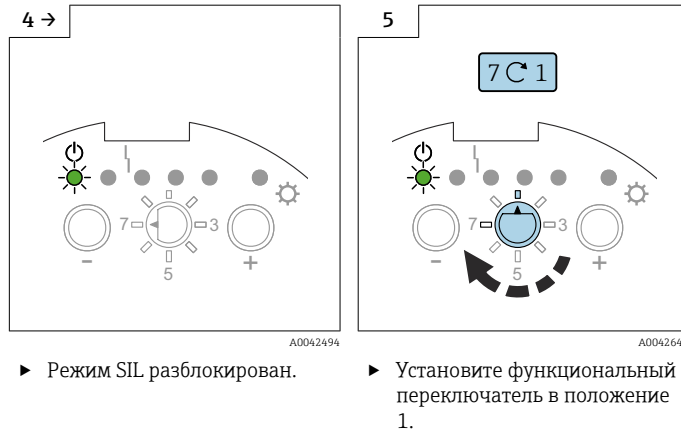 4 →
7
3
5
-
+
A0042494
▶ Режим SIL разблокирован.
5
7 ↻ 1
7
3
5
-
+
A004264
▶ Установите функциональный
переключатель в положение
1.